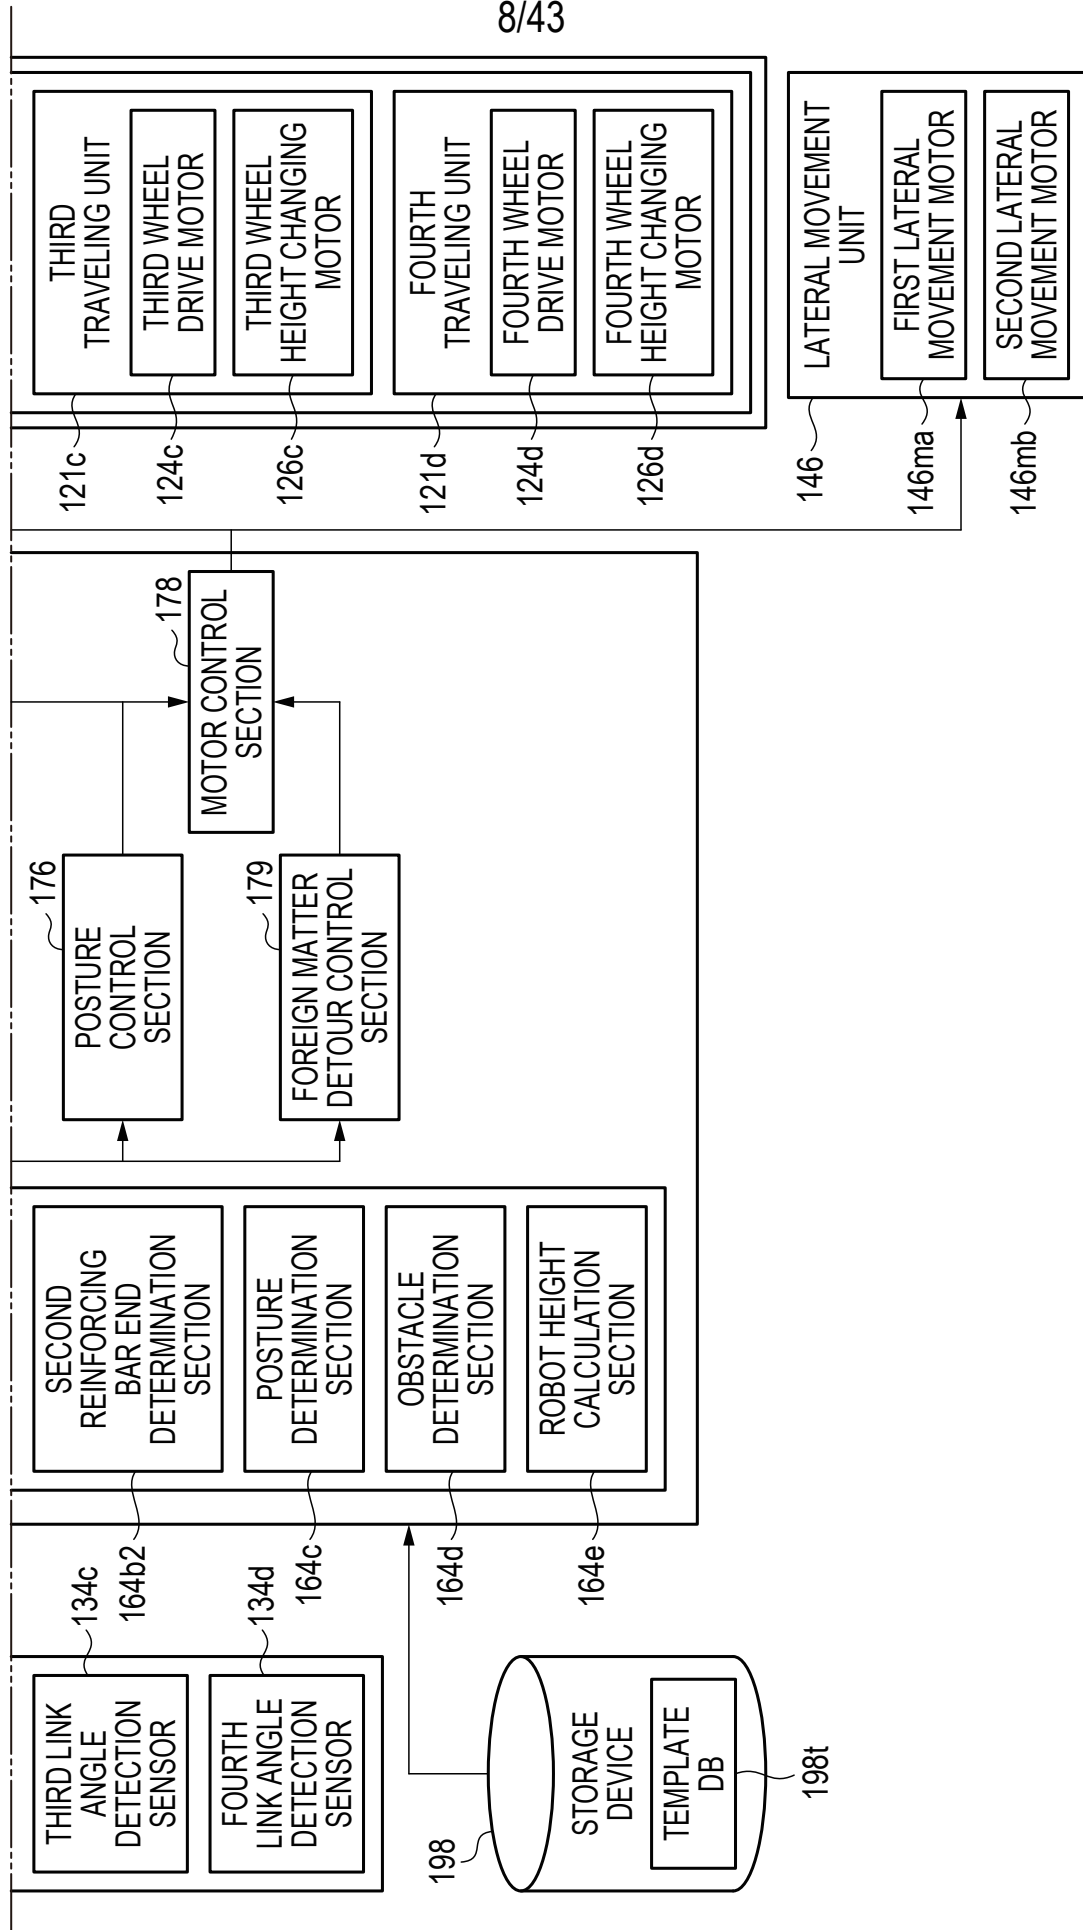 8/43
THIRD LINK
ANGLE
DETECTION
SENSOR
134c
FOURTH
LINK ANGLE
DETECTION
SENSOR
134d
198
STORAGE
DEVICE
TEMPLATE
DB
198t
SECOND
REINFORCING
BAR END
DETERMINATION
SECTION
164b2
POSTURE
DETERMINATION
SECTION
164c
OBSTACLE
DETERMINATION
SECTION
164d
ROBOT HEIGHT
CALCULATION
SECTION
164e
POSTURE
CONTROL
SECTION
176
FOREIGN MATTER
DETOUR CONTROL
SECTION
179
MOTOR CONTROL
SECTION
178
THIRD
TRAVELING UNIT
121c
THIRD WHEEL
DRIVE MOTOR
124c
THIRD WHEEL
HEIGHT CHANGING
MOTOR
126c
FOURTH
TRAVELING UNIT
121d
FOURTH WHEEL
DRIVE MOTOR
124d
FOURTH WHEEL
HEIGHT CHANGING
MOTOR
126d
LATERAL MOVEMENT
UNIT
146
FIRST LATERAL
MOVEMENT MOTOR
146ma
SECOND LATERAL
MOVEMENT MOTOR
146mb